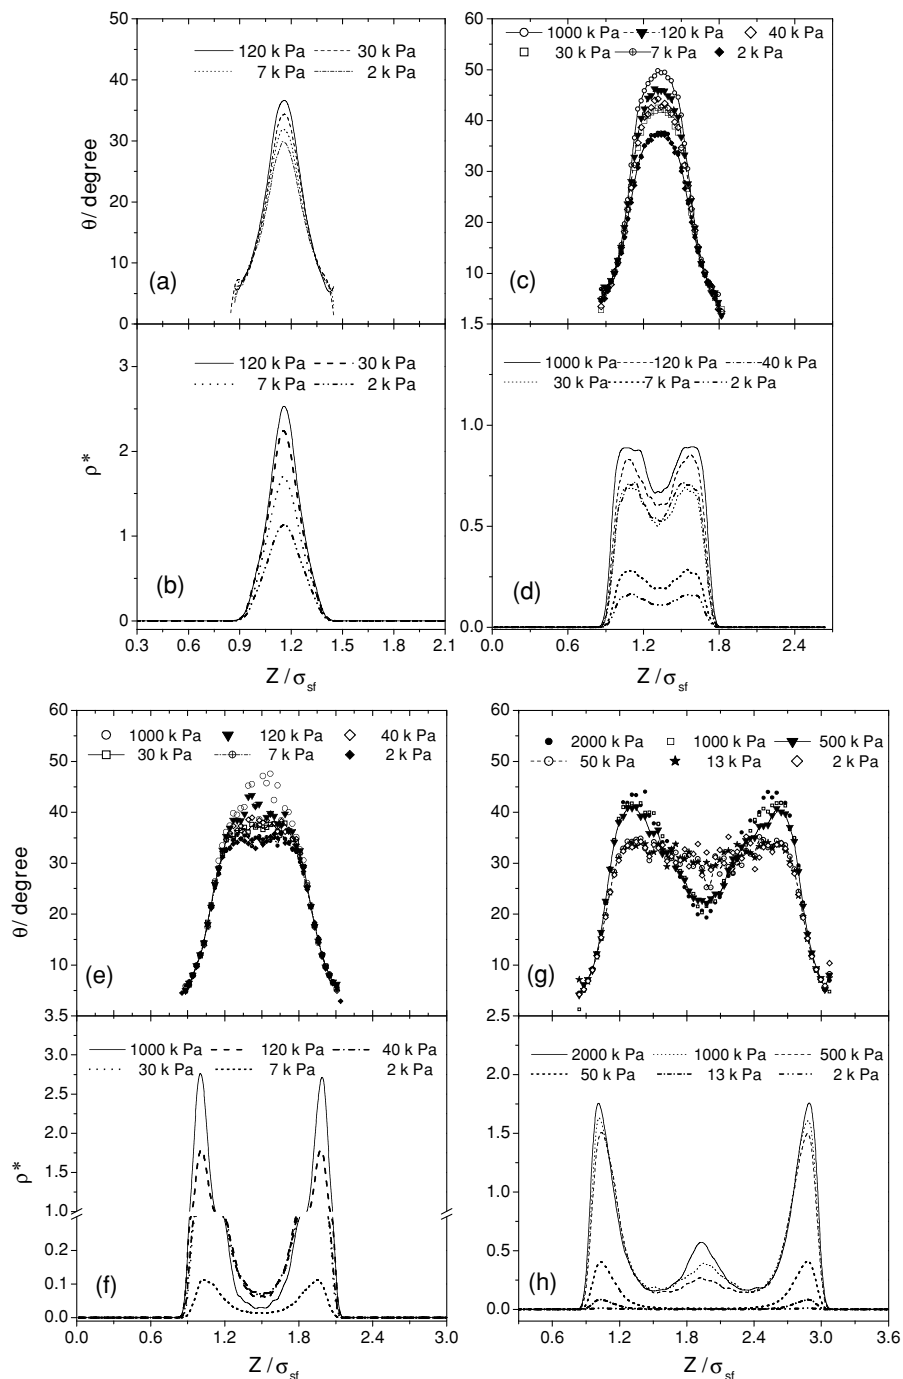 50
40
30
20
10
0
θ/ degree
120 k Pa 30 k Pa
7 k Pa 2 k Pa
(a)
3
2
1
0
ρ*
120 k Pa 30 k Pa
7 k Pa 2 k Pa
(b)
0.3 0.6 0.9 1.2 1.5 1.8 2.1
Z/σsf
60
50
40
30
20
10
1.5
1000 k Pa 120 k Pa 40 k Pa
30 k Pa 7 k Pa 2 k Pa
(c)
1.0
0.5
0.0
1000 k Pa 120 k Pa 40 k Pa
30 k Pa 7 k Pa 2 k Pa
(d)
0.0 0.6 1.2 1.8 2.4
Z/σsf
60
50
40
30
20
10
3.5
θ/ degree
1000 k Pa 120 k Pa 40 k Pa
30 k Pa 7 k Pa 2 k Pa
(e)
3.0
2.5
2.0
1.5
1.0
0.2
0.1
0.0
ρ*
1000 k Pa 120 k Pa 40 k Pa
30 k Pa 7 k Pa 2 k Pa
(f)
0.0 0.6 1.2 1.8 2.4 3.0
Z/σsf
60
50
40
30
20
10
2.5
2000 k Pa 1000 k Pa 500 k Pa
50 k Pa 13 k Pa 2 k Pa
(g)
2.0
1.5
1.0
0.5
0.0
2000 k Pa 1000 k Pa 500 k Pa
50 k Pa 13 k Pa 2 k Pa
(h)
0.6 1.2 1.8 2.4 3.0 3.6
Z/σsf